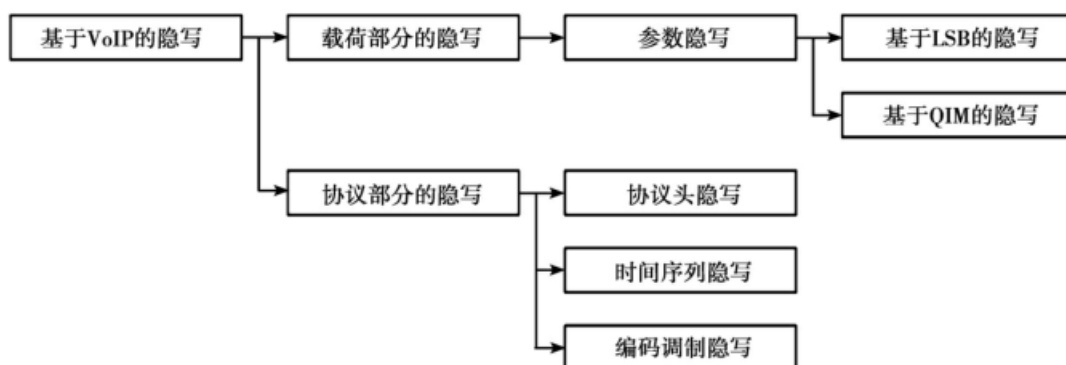 基于VoIP的隐写
载荷部分的隐写
参数隐写
基于LSB的隐写
基于QIM的隐写
协议部分的隐写
协议头隐写
时间序列隐写
编码调制隐写